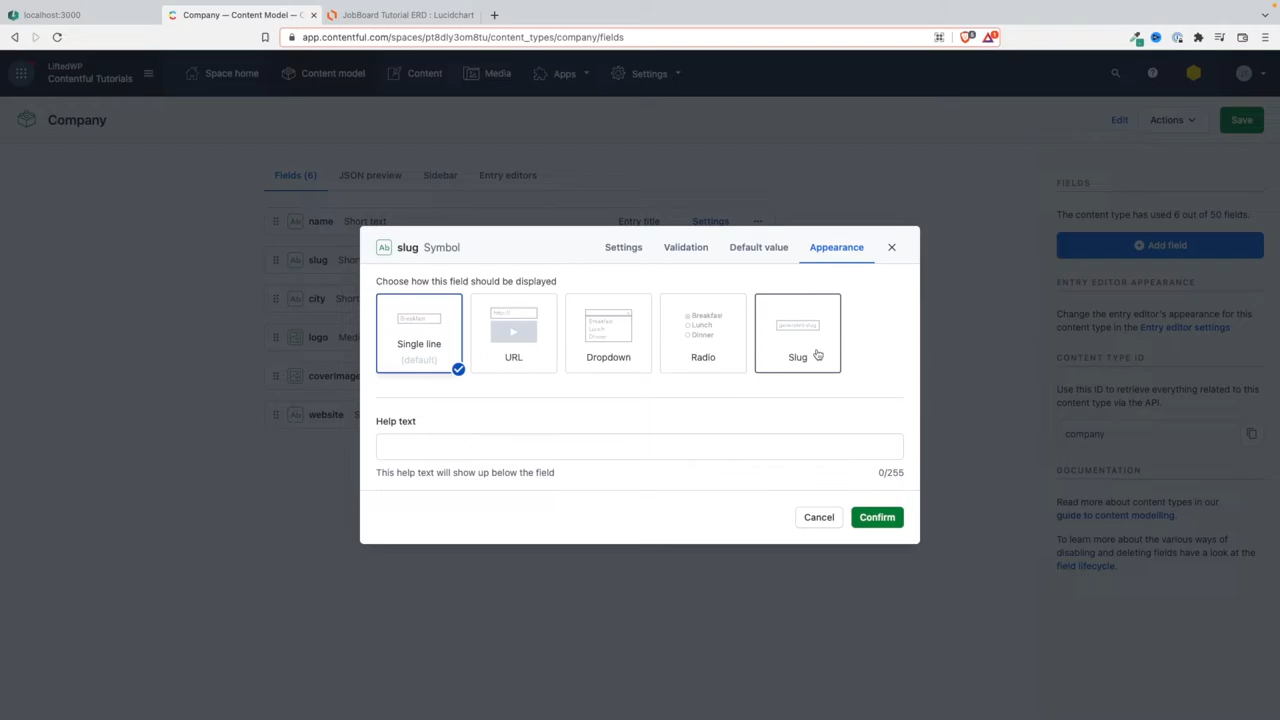 localhost:3000
Company — Content Model —
JobBoard Tutorial ERD : Lucidchart
app.contentful.com/spaces/pt8dly3om8tu/content_types/company/fields
LiftedWP
Contentful Tutorials
Space home
Content model
Content
Media
Apps
Settings
Company
Edit
Actions
Save
Fields (6)
JSON preview
Sidebar
Entry editors
Ab name Short text Entry title Settings
Ab slug
Ab city
logo
coverImage
Ab website
Ab slug Symbol
Settings
Validation
Default value
Appearance
Choose how this field should be displayed
Breakfast
Single line
(default)
http://
URL
Breakfast
Lunch
Dinner
Dropdown
Breakfast
Lunch
Dinner
Radio
generated-slug
Slug
Help text
This help text will show up below the field
0/255
Cancel
Confirm
FIELDS
The content type has used 6 out of 50 fields.
Add field
ENTRY EDITOR APPEARANCE
Change the entry editor's appearance for this
content type in the Entry editor settings
CONTENT TYPE ID
Use this ID to retrieve everything related to this
content type via the API.
company
DOCUMENTATION
Read more about content types in our
guide to content modelling.
To learn more about the various ways of
disabling and deleting fields have a look at the
field lifecycle.